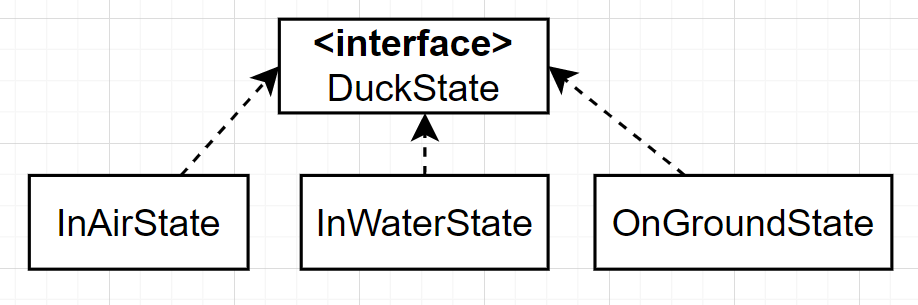 <interface>
DuckState
InAirState
InWaterState
OnGroundState